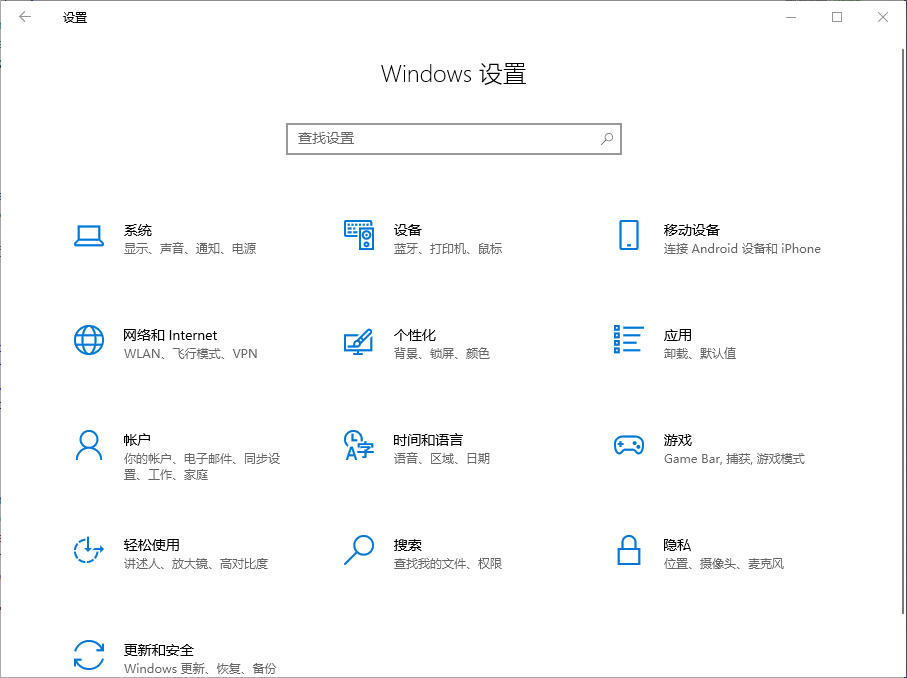 设置
Windows 设置
查找设置
系统
显示、声音、通知、电源
设备
蓝牙、打印机、鼠标
移动设备
连接 Android 设备和 iPhone
网络和 Internet
WLAN、飞行模式、VPN
个性化
背景、锁屏、颜色
应用
卸载、默认值
帐户
你的帐户、电子邮件、同步设
置、工作、家庭
时间和语言
语音、区域、日期
游戏
Game Bar, 捕获, 游戏模式
轻松使用
讲述人、放大镜、高对比度
搜索
查找我的文件、权限
隐私
位置、摄像头、麦克风
更新和安全
Windows 更新、恢复、备份